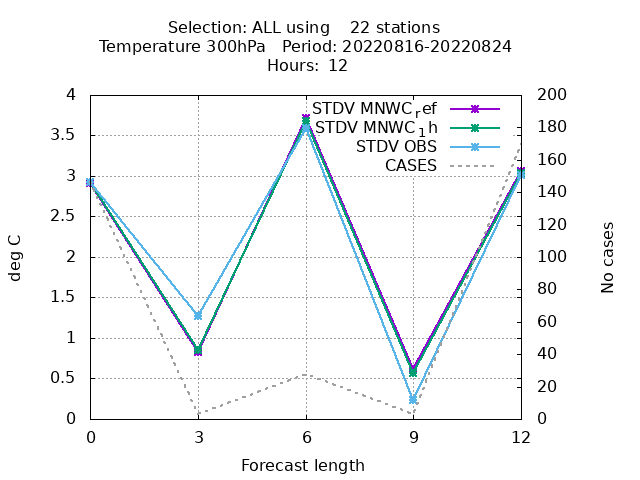 Selection: ALL using    22 stations
Temperature 300hPa   Period: 20220816-20220824
Hours:  12
STDV MNWC_ref
STDV MNWC_1h
STDV OBS
CASES
4
3.5
3
2.5
2
1.5
1
0.5
0
200
180
160
140
120
100
80
60
40
20
0
deg C
No cases
0 3 6 9 12
Forecast length